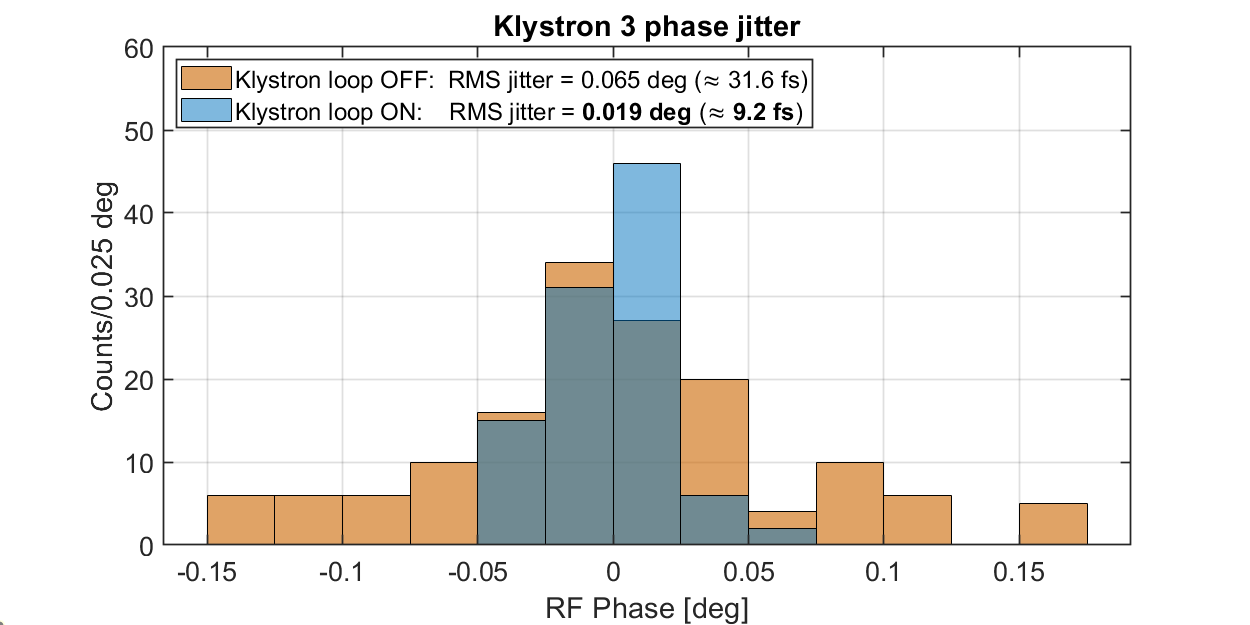 Klystron 3 phase jitter
Klystron loop OFF: RMS jitter = 0.065 deg (≈ 31.6 fs)
Klystron loop ON: RMS jitter = 0.019 deg (≈ 9.2 fs)
60
50
40
30
20
10
0
Counts/0.025 deg
-0.15 -0.1 -0.05 0 0.05 0.1 0.15
RF Phase [deg]